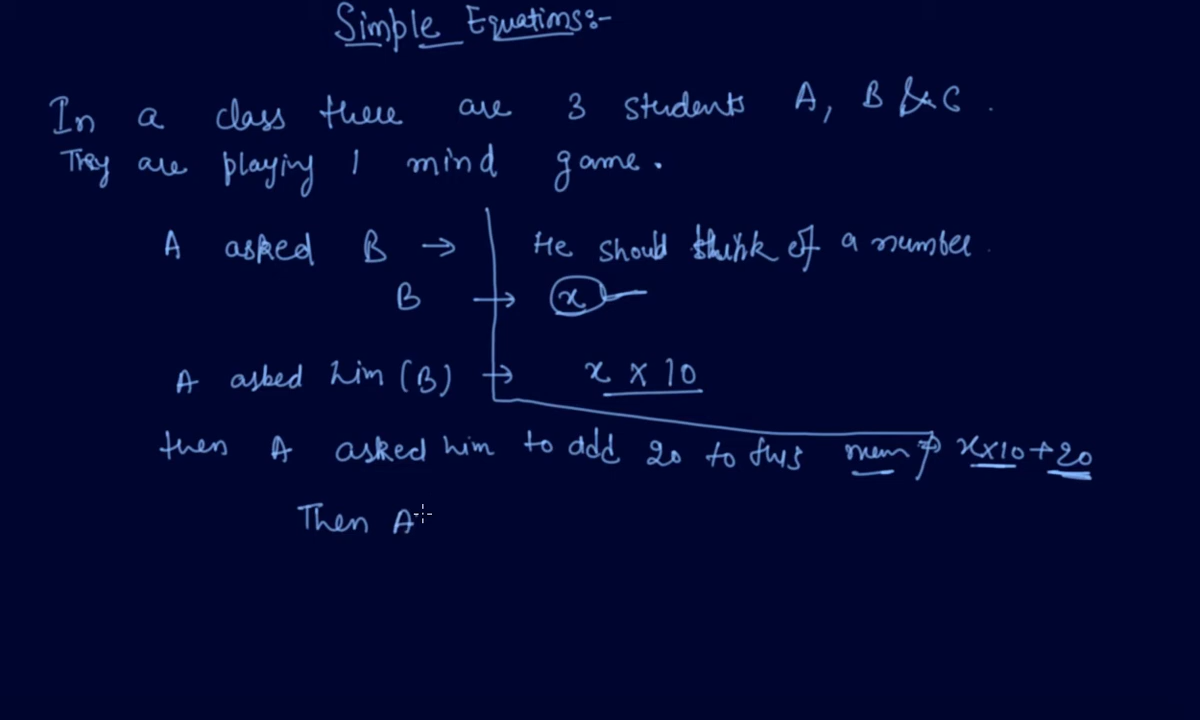 Simple Equations:-
In a class there are 3 students A, B & C.
They are playing 1 mind game.
A asked B → He should think of a number.
B → x
A asked him (B) → x × 10
then A asked him to add 20 to this num → x×10+20
Then A